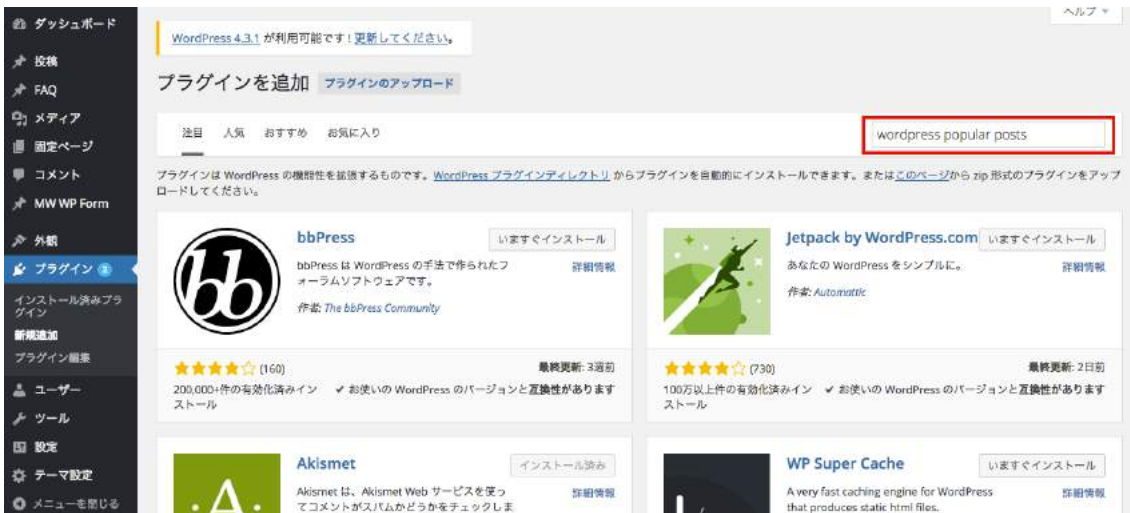 ダッシュボード
投稿
FAQ
メディア
固定ページ
コメント
MW WP Form
外観
プラグイン 2
インストール済みプラ
グイン
新規追加
プラグイン編集
ユーザー
ツール
設定
テーマ設定
メニューを閉じる
ヘルプ ▼
WordPress 4.3.1 が利用可能です ! 更新してください。
プラグインを追加 プラグインのアップロード
注目 人気 おすすめ お気に入り
wordpress popular posts
プラグインは WordPress の機能性を拡張するものです。WordPress プラグインディレクトリ からプラグインを自動的にインストールできます。または このページから zip 形式のプラグインをアップ
ロードしてください。
bb
bbPress
いますぐインストール
bbPress は WordPress の手法で作られたフ
ォーラムソフトウェアです。
詳細情報
作者: The bbPress Community
(160)
最終更新: 3週前
200,000+件の有効化済みイン
ストール
✔ お使いの WordPress のバージョンと互換性があります
Jetpack by WordPress.com
いますぐインストール
あなたの WordPress をシンプルに。
詳細情報
作者: Automattic
(730)
最終更新: 2日前
100万以上件の有効化済みイン
ストール
✔ お使いの WordPress のバージョンと互換性があります
·A·
Akismet
インストール済み
Akismet は、Akismet Web サービスを使っ
てコメントがスパムかどうかをチェックしま
詳細情報
WP Super Cache
いますぐインストール
A very fast caching engine for WordPress
that produces static html files.
詳細情報